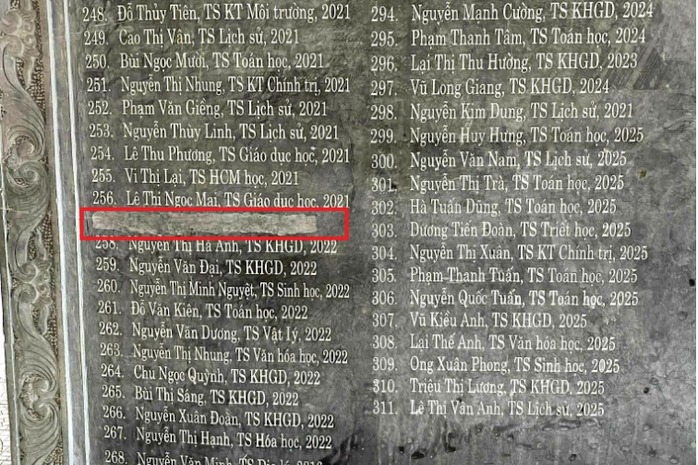 248. Đỗ Thủy Tiên, TS KT Môi trường, 2021
249. Cao Thị Vân, TS Lịch sử, 2021
250. Bùi Ngọc Mười, TS Toán học, 2021
251. Nguyễn Thị Nhung, TS KT Chính trị, 2021
252. Phạm Văn Giềng, TS Lịch sử, 2021
253. Nguyễn Thùy Linh, TS Lịch sử, 2021
254. Lê Thu Phương, TS Giáo dục học, 2021
255. Vi Thị Lại, TS HCM học, 2021
256. Lê Thị Ngọc Mai, TS Giáo dục học, 2021
258. Nguyễn Thị Hà Anh, TS KHGD, 2022
259. Nguyễn Văn Đại, TS KHGD, 2022
260. Nguyễn Thị Minh Nguyệt, TS Sinh học, 2022
261. Đỗ Văn Kiên, TS Toán học, 2022
262. Nguyễn Văn Dương, TS Vật lý, 2022
263. Nguyễn Thị Nhung, TS Văn hóa học, 2022
264. Chu Ngọc Quỳnh, TS KHGD, 2022
265. Bùi Thị Sáng, TS KHGD, 2022
266. Nguyễn Xuân Đoàn, TS KHGD, 2022
267. Nguyễn Thị Hạnh, TS Hóa học, 2022
268. Nguyễn Văn Minh, TS Địa lý,
294. Nguyễn Mạnh Cường, TS KHGD, 2024
295. Phạm Thanh Tâm, TS Toán học, 2024
296. Lại Thị Thu Hường, TS KHGD, 2023
297. Vũ Long Giang, TS KHGD, 2024
298. Nguyễn Kim Dung, TS Lịch sử, 2025
299. Nguyễn Huy Hưng, TS Toán học, 2025
300. Nguyễn Văn Nam, TS Lịch sử, 2025
301. Nguyễn Thị Trà, TS Toán học, 2025
302. Hà Tuấn Dũng, TS Toán học, 2025
303. Dương Tiến Đoàn, TS Triết học, 2025
304. Nguyễn Thị Xuân, TS KT Chính trị, 2025
305. Phạm Thanh Tuấn, TS Toán học, 2025
306. Nguyễn Quốc Tuấn, TS Toán học, 2025
307. Vũ Kiều Anh, TS KHGD, 2025
308. Lại Thế Anh, TS KHGD, 2025
309. Ong Xuân Phong, TS Sinh học, 2025
310. Triệu Thị Lương, TS KHGD, 2025
311. Lê Thị Vân Anh, TS Lịch sử, 2025